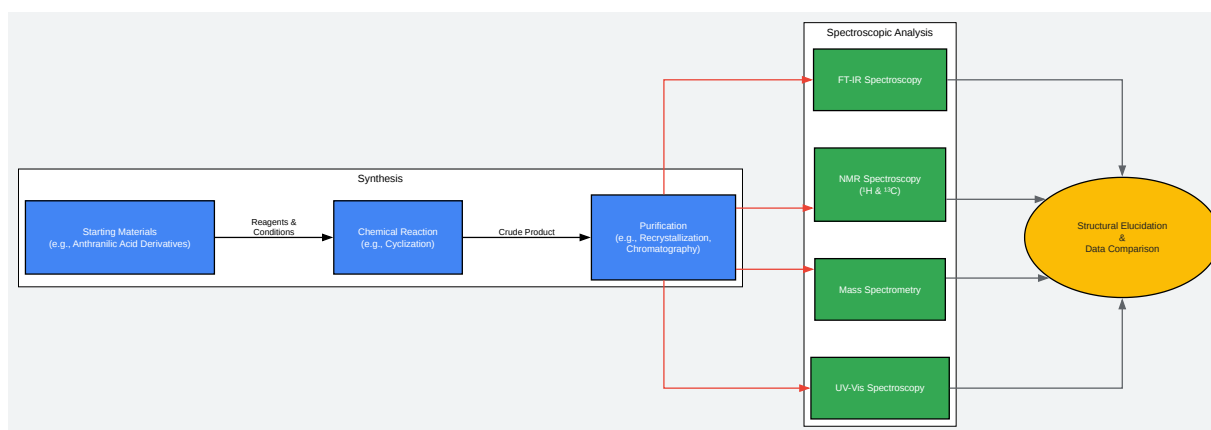 Spectroscopic Analysis
FT-IR Spectroscopy
Synthesis
Starting Materials
(e.g., Anthranilic Acid Derivatives)
Reagents &
Conditions
Chemical Reaction
(e.g., Cyclization)
Crude Product
Purification
(e.g., Recrystallization,
Chromatography)
NMR Spectroscopy
(¹H & ¹³C)
Mass Spectrometry
UV-Vis Spectroscopy
Structural Elucidation
&
Data Comparison